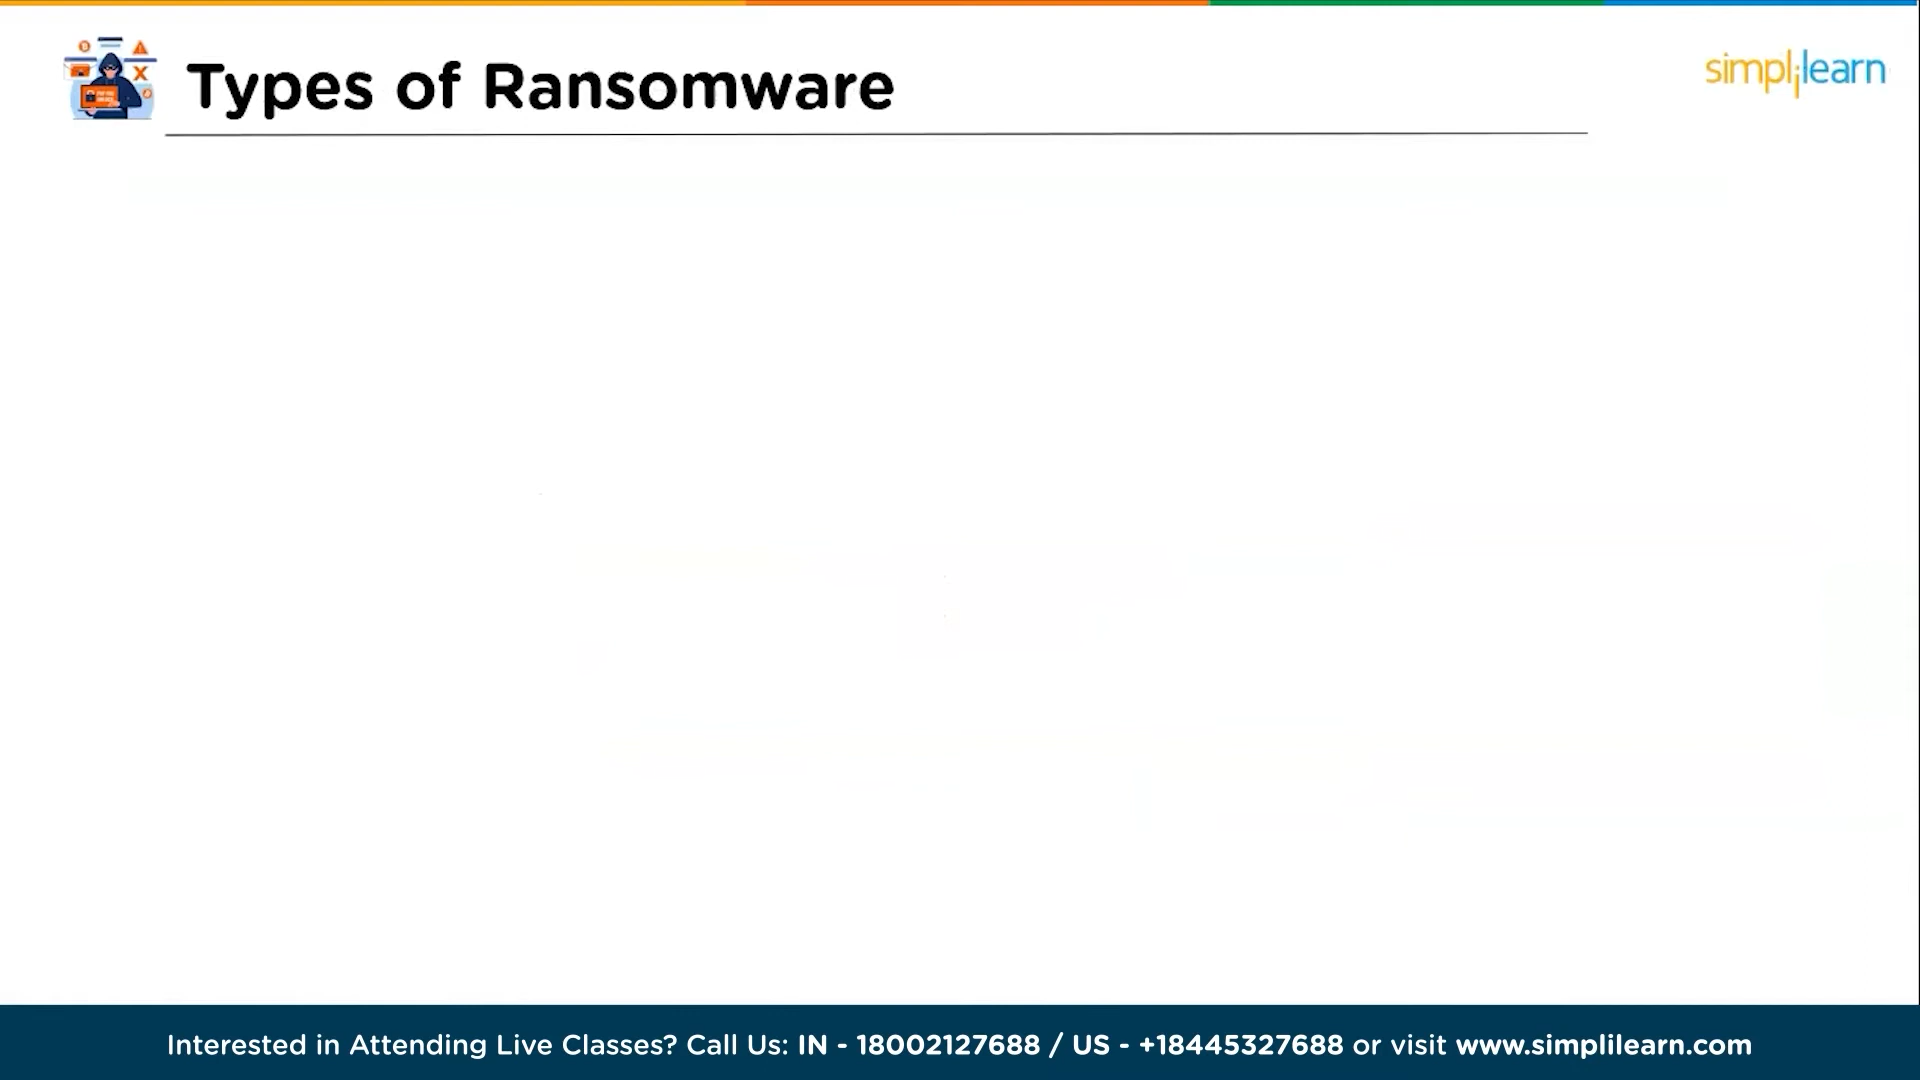 Types of Ransomware
simplilearn
Interested in Attending Live Classes? Call Us: IN - 18002127688 / US - +18445327688 or visit www.simplilearn.com